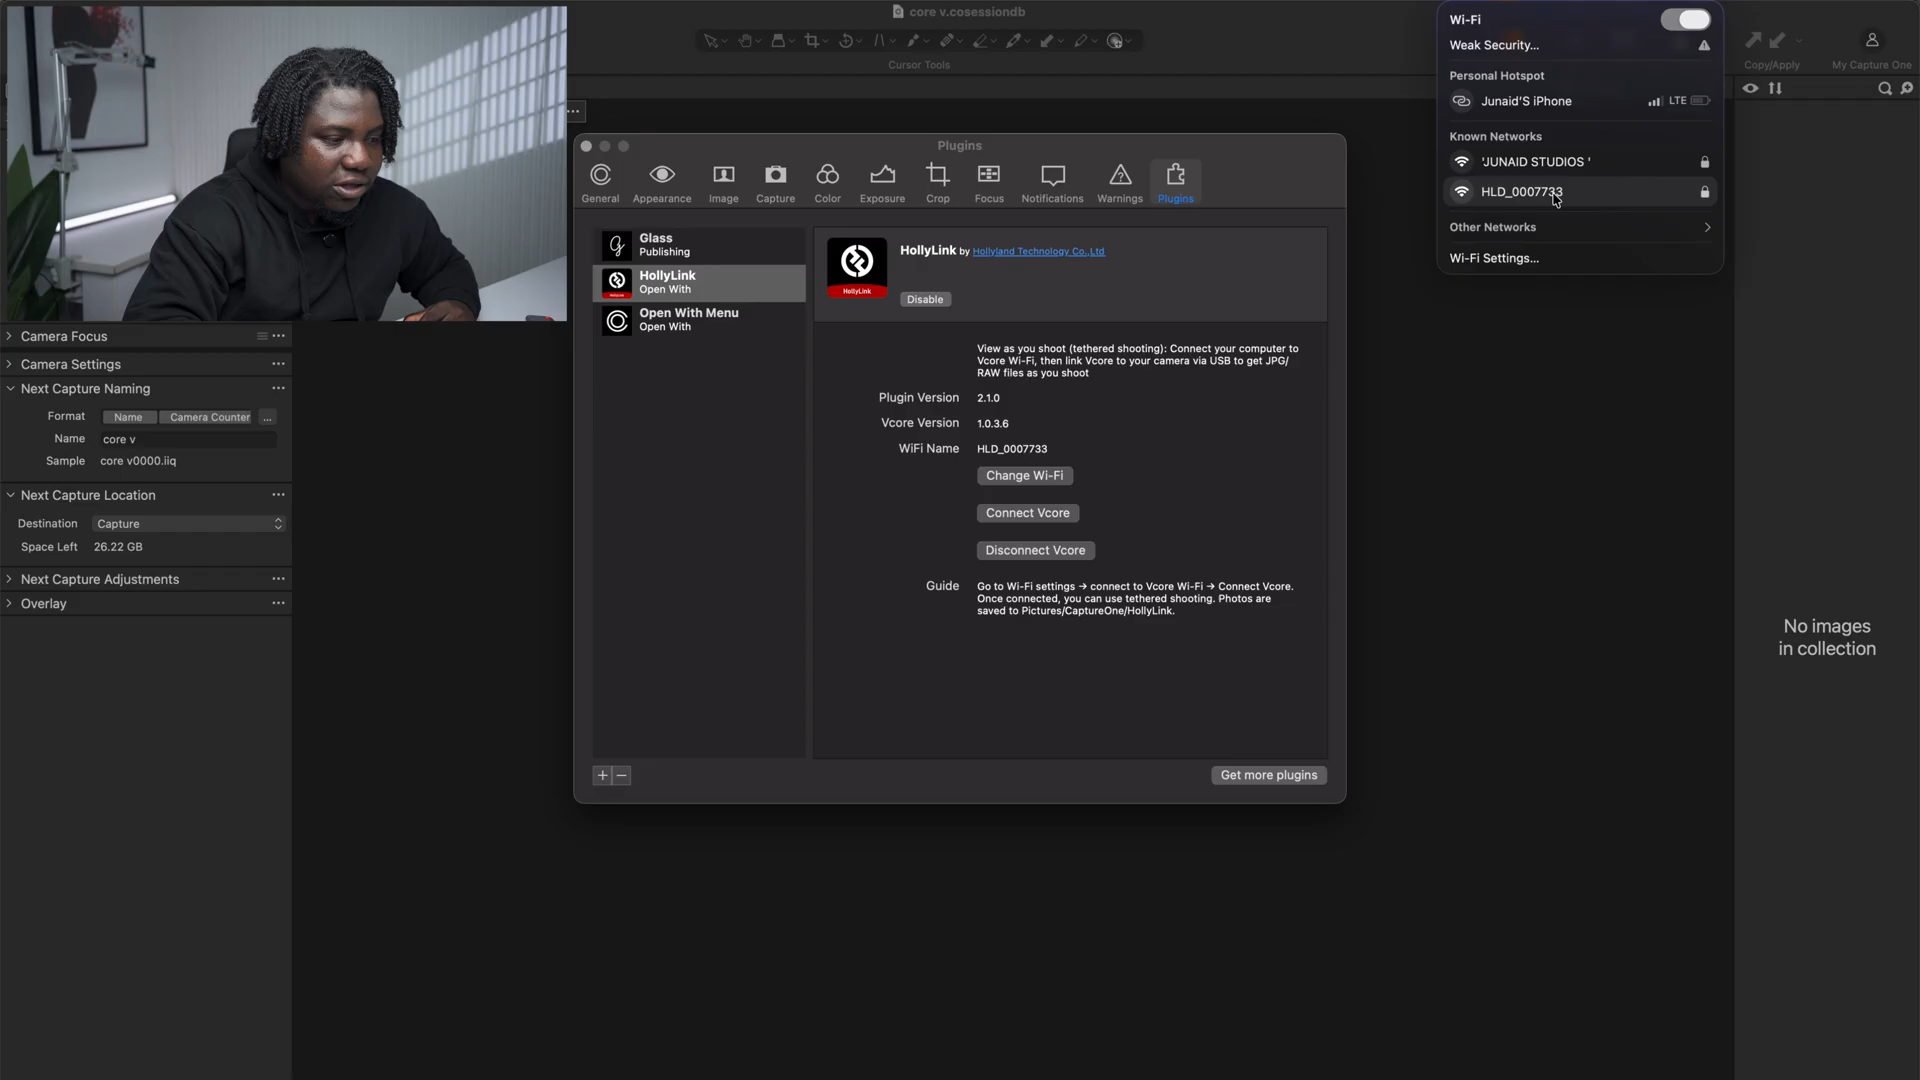 core v.cosessiondb
Cursor Tools
Copy/Apply
My Capture One
Wi-Fi
Weak Security...
Personal Hotspot
Junaid'S iPhone
LTE
Known Networks
'JUNAID STUDIOS '
HLD_0007733
Other Networks
Wi-Fi Settings...
Plugins
General
Appearance
Image
Capture
Color
Exposure
Crop
Focus
Notifications
Warnings
Plugins
Glass
Publishing
HollyLink
HollyLink
Open With
Open With Menu
Open With
HollyLink
HollyLink by Hollyland Technology Co.,Ltd
Disable
View as you shoot (tethered shooting): Connect your computer to
Vcore Wi-Fi, then link Vcore to your camera via USB to get JPG/
RAW files as you shoot
Plugin Version 2.1.0
Vcore Version 1.0.3.6
WiFi Name HLD_0007733
Change Wi-Fi
Connect Vcore
Disconnect Vcore
Guide Go to Wi-Fi settings → connect to Vcore Wi-Fi → Connect Vcore.
Once connected, you can use tethered shooting. Photos are
saved to Pictures/CaptureOne/HollyLink.
Get more plugins
Camera Focus
Camera Settings
Next Capture Naming
Format Name Camera Counter ...
Name core v
Sample core v0000.iiq
Next Capture Location
Destination Capture
Space Left 26.22 GB
Next Capture Adjustments
Overlay
No images
in collection